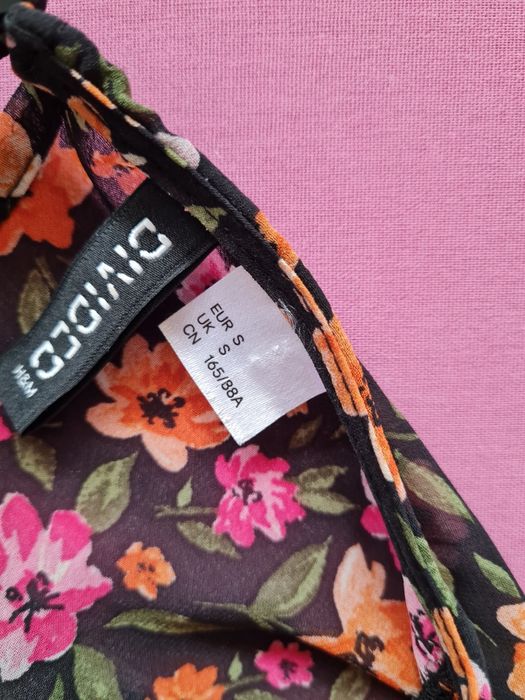 DIVIDED
H&M
EUR S
UK S
CN 165/88A